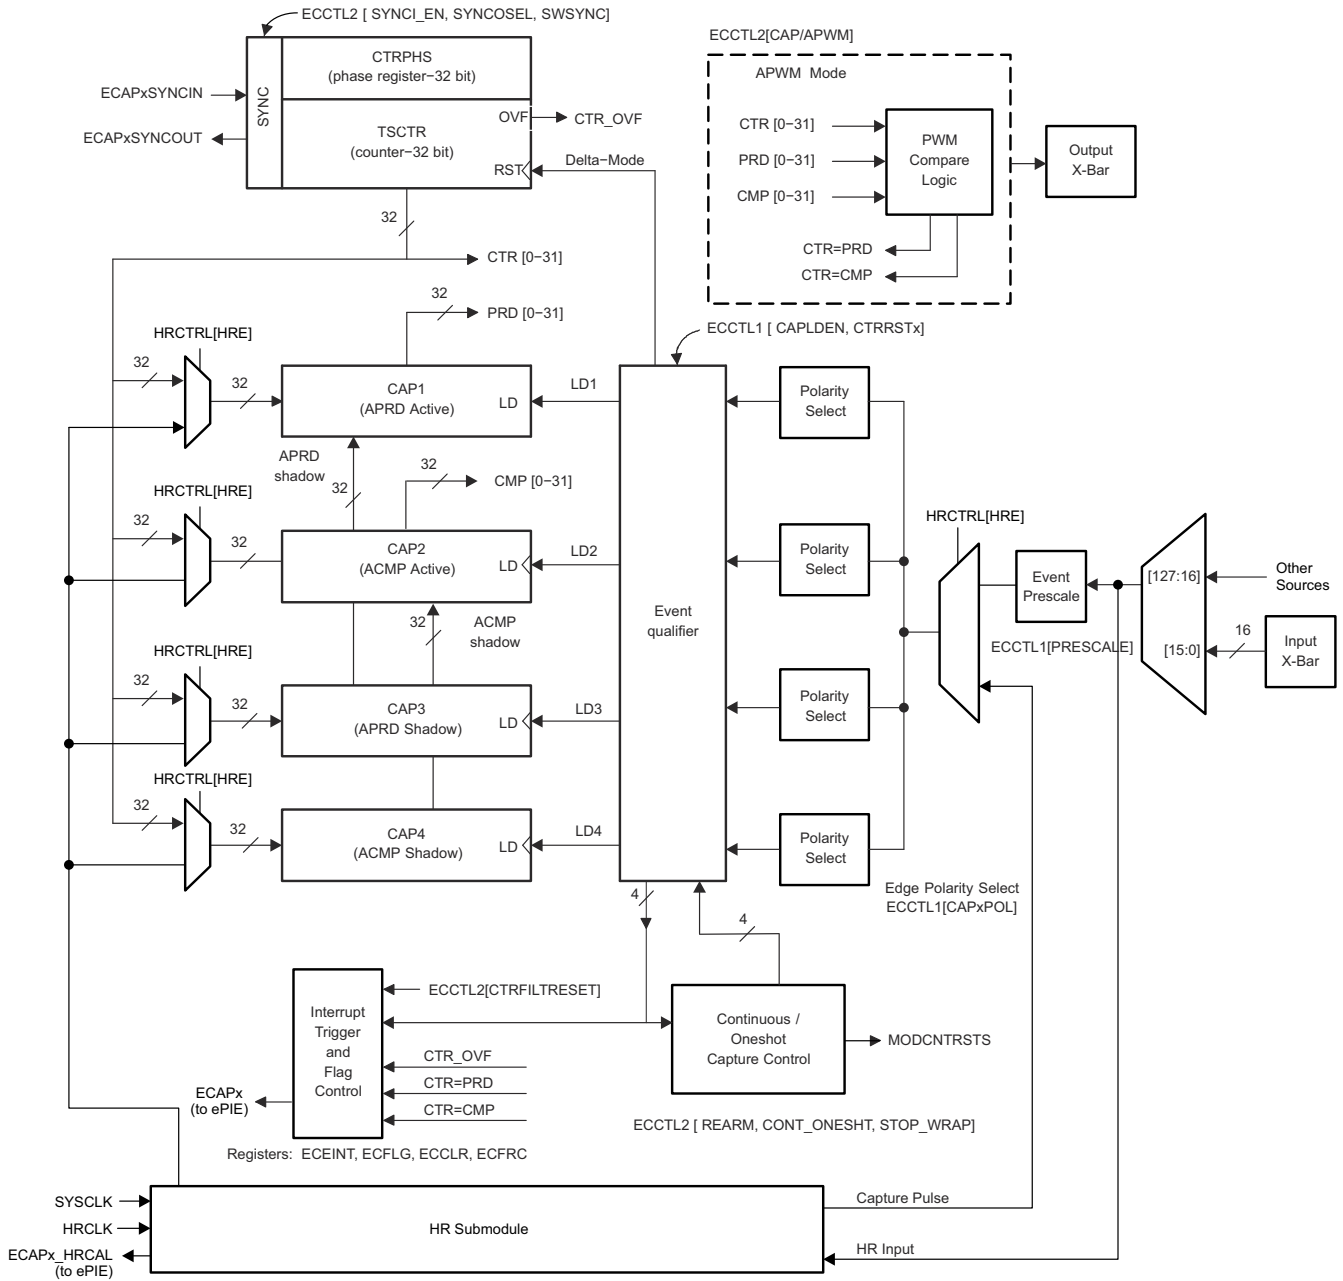 ECCTL2 [ SYNCI_EN, SYNCOSEL, SWSYNC]
SYNC
CTRPHS
(phase register−32 bit)
TSCTR
(counter−32 bit)
OVF
RST
ECAPxSYNCIN
ECAPxSYNCOUT
CTR_OVF
Delta−Mode
ECCTL2[CAP/APWM]
APWM Mode
CTR [0−31]
PRD [0−31]
CMP [0−31]
PWM
Compare
Logic
CTR=PRD
CTR=CMP
Output
X-Bar
32
CTR [0−31]
32
PRD [0−31]
ECCTL1 [ CAPLDEN, CTRRSTx]
HRCTRL[HRE]
32
32
CAP1
(APRD Active)
LD
LD1
Polarity
Select
APRD
shadow
32
32
CMP [0−31]
HRCTRL[HRE]
32
32
CAP2
(ACMP Active)
LD
LD2
Polarity
Select
HRCTRL[HRE]
Event
Prescale
ECCTL1[PRESCALE]
[127:16]
[15:0]
Other
Sources
16
Input
X-Bar
32
ACMP
shadow
Event
qualifier
HRCTRL[HRE]
32
32
CAP3
(APRD Shadow)
LD
LD3
Polarity
Select
HRCTRL[HRE]
32
32
CAP4
(ACMP Shadow)
LD
LD4
Polarity
Select
Edge Polarity Select
ECCTL1[CAPxPOL]
4
4
Interrupt
Trigger
and
Flag
Control
ECCTL2[CTRFILTRESET]
CTR_OVF
CTR=PRD
CTR=CMP
ECAPx
(to ePIE)
Continuous /
Oneshot
Capture Control
MODCNTRSTS
ECCTL2 [ REARM, CONT_ONESHT, STOP_WRAP]
Registers: ECEINT, ECFLG, ECCLR, ECFRC
SYSCLK
HRCLK
ECAPx_HRCAL
(to ePIE)
HR Submodule
Capture Pulse
HR Input